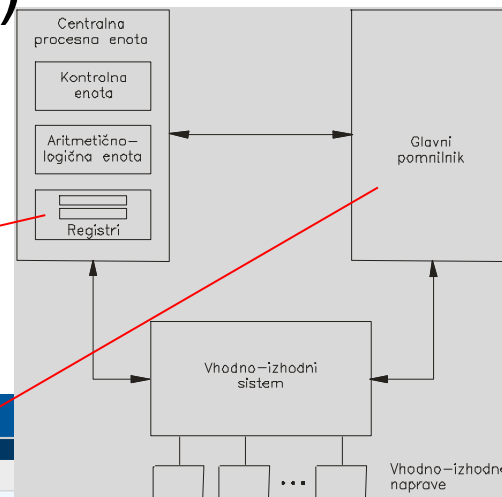 )
Centralna
procesna enota
Kontrolna
enota
Aritmetično–
logična enota
Registri
Glavni
pomnilnik
Vhodno–izhodni
sistem
Vhodno–izhodne
naprave